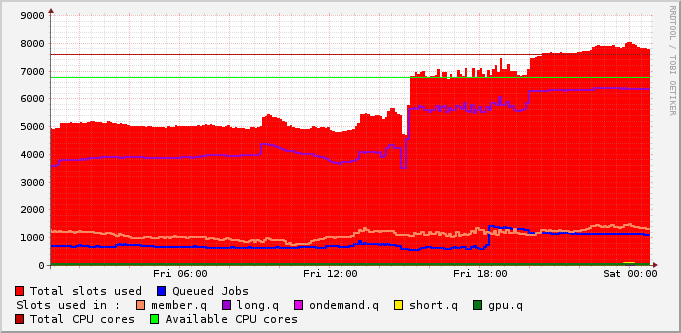 RRDTOOL / TOBI OETIKER
9000
8000
7000
6000
5000
4000
3000
2000
1000
0
Fri 06:00 Fri 12:00 Fri 18:00 Sat 00:00
Total slots used Queued Jobs
Slots used in : member.q long.q ondemand.q short.q gpu.q
Total CPU cores Available CPU cores